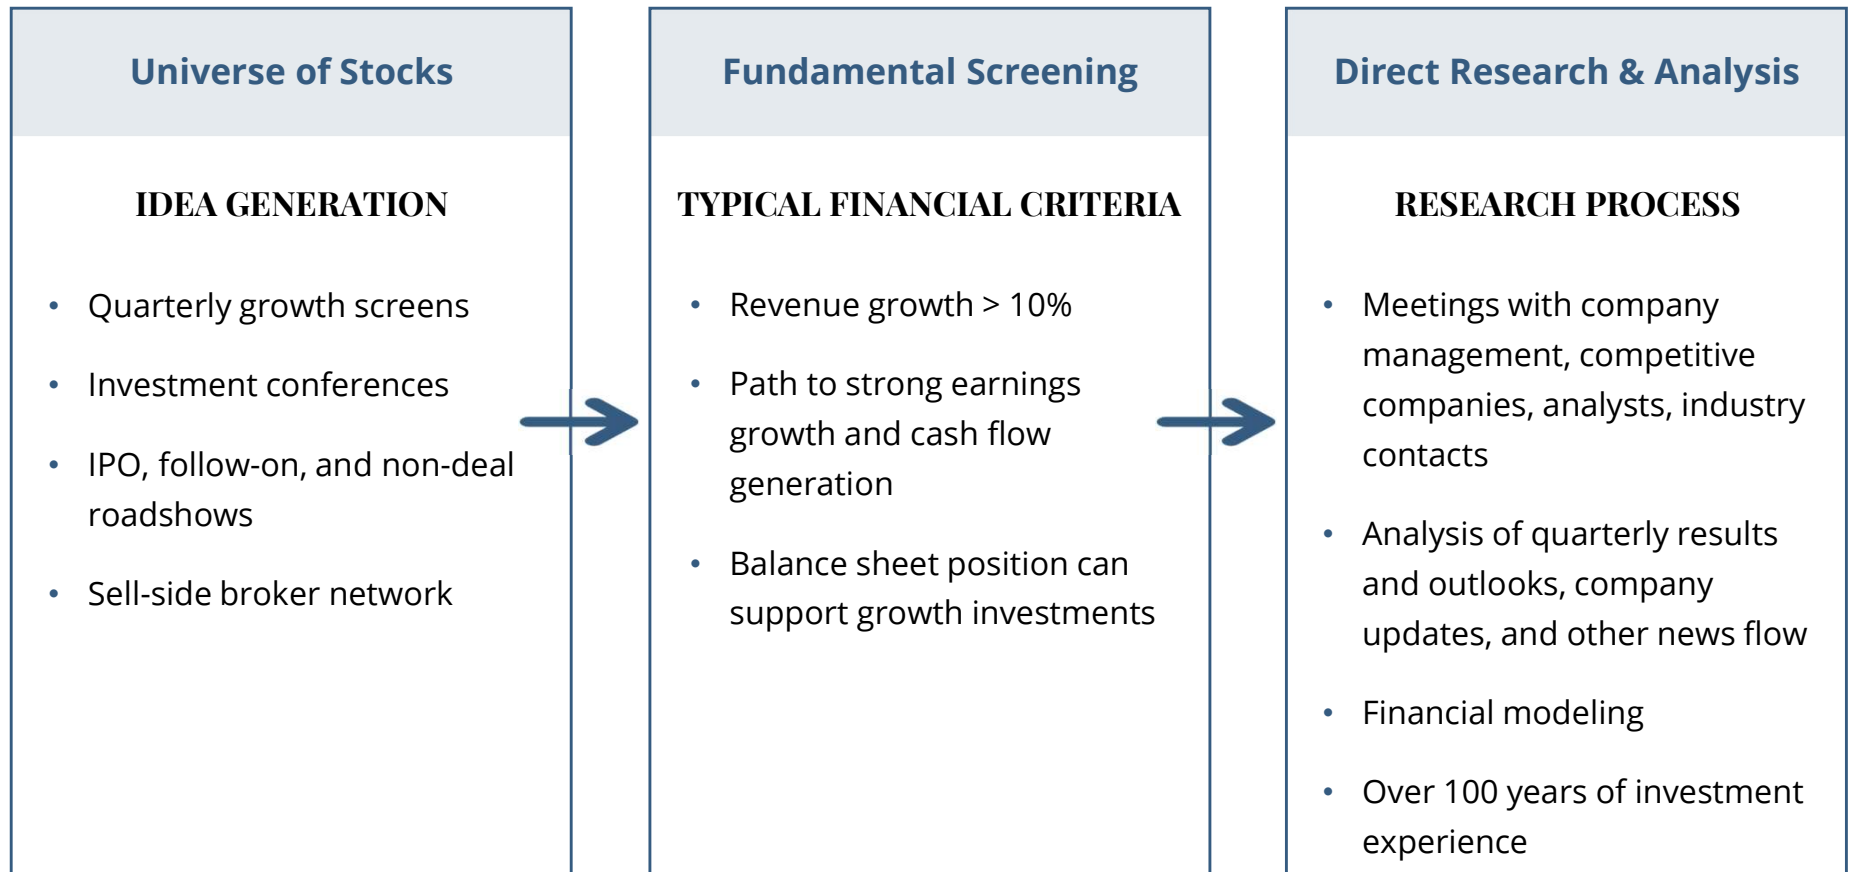 Universe of Stocks
IDEA GENERATION
• Quarterly growth screens
• Investment conferences
• IPO, follow-on, and non-deal
roadshows
• Sell-side broker network
Fundamental Screening
TYPICAL FINANCIAL CRITERIA
• Revenue growth > 10%
• Path to strong earnings
growth and cash flow
generation
• Balance sheet position can
support growth investments
Direct Research & Analysis
RESEARCH PROCESS
• Meetings with company
management, competitive
companies, analysts, industry
contacts
• Analysis of quarterly results
and outlooks, company
updates, and other news flow
• Financial modeling
• Over 100 years of investment
experience